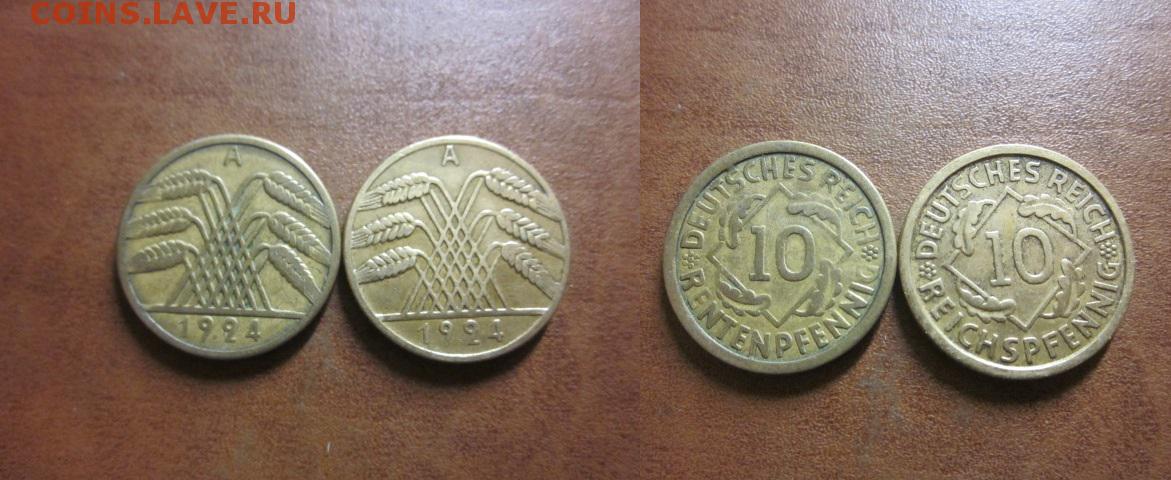 COINS.LAVE.RU
A
1924
A
1924
DEUTSCHES REICH
10
RENTENPFENNIG
DEUTSCHES REICH
10
REICHSPFENNIG